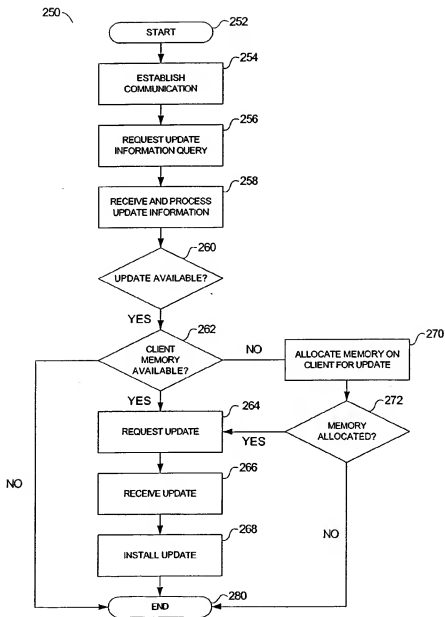 250
252
START
254
ESTABLISH
COMMUNICATION
256
REQUEST UPDATE
INFORMATION QUERY
258
RECEIVE AND PROCESS
UPDATE INFORMATION
260
UPDATE AVAILABLE?
YES
262
CLIENT
MEMORY
AVAILABLE?
NO
270
ALLOCATE MEMORY ON
CLIENT FOR UPDATE
272
MEMORY
ALLOCATED?
YES
264
REQUEST UPDATE
YES
266
RECEIVE UPDATE
NO
NO
268
INSTALL UPDATE
280
END